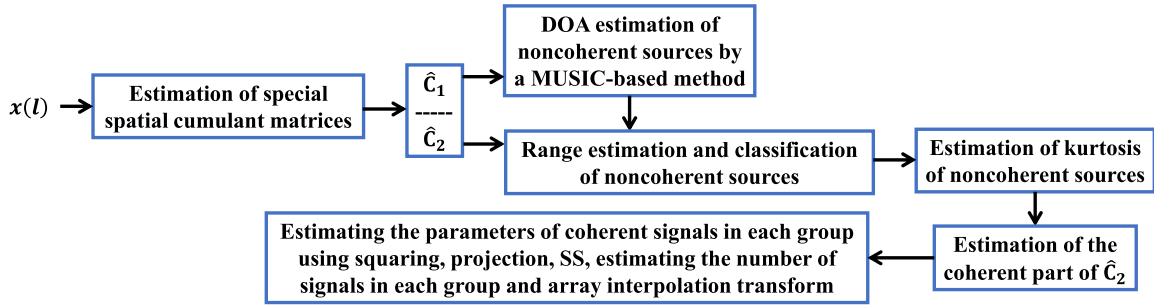 x(l)
Estimation of special
spatial cumulant matrices
Ĉ₁
-----
Ĉ₂
DOA estimation of
noncoherent sources by
a MUSIC-based method
Range estimation and classification
of noncoherent sources
Estimation of kurtosis
of noncoherent sources
Estimation of the
coherent part of Ĉ₂
Estimating the parameters of coherent signals in each group
using squaring, projection, SS, estimating the number of
signals in each group and array interpolation transform